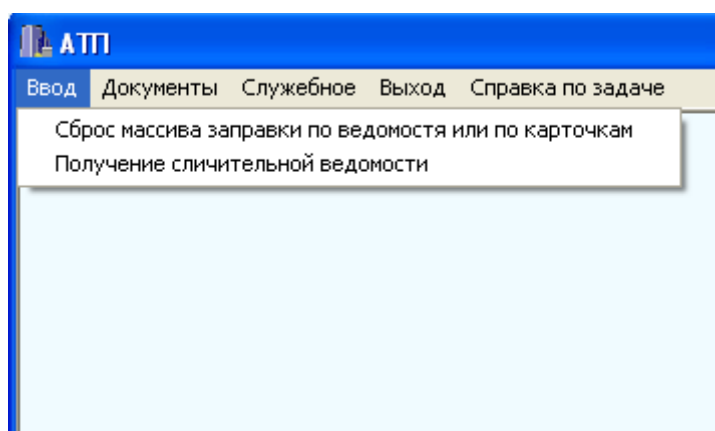 АТП
Ввод Документы Служебное Выход Справка по задаче
Сброс массива заправки по ведомостя или по карточкам
Получение сличительной ведомости